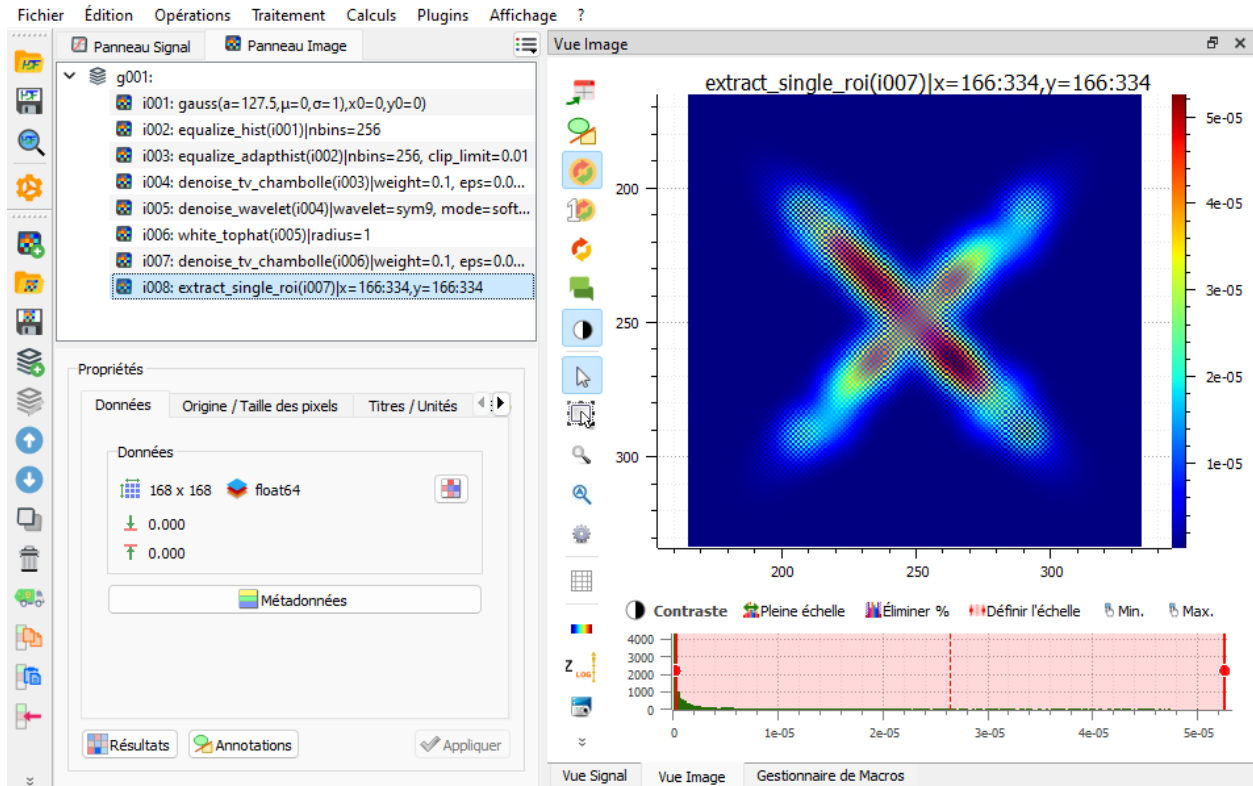 Fichier Édition Opérations Traitement Calculs Plugins Affichage ?
Panneau Signal Panneau Image
g001:
i001: gauss(a=127.5,μ=0,σ=1),x0=0,y0=0)
i002: equalize_hist(i001)|nbins=256
i003: equalize_adapthist(i002)|nbins=256, clip_limit=0.01
i004: denoise_tv_chambolle(i003)|weight=0.1, eps=0.0...
i005: denoise_wavelet(i004)|wavelet=sym9, mode=soft...
i006: white_tophat(i005)|radius=1
i007: denoise_tv_chambolle(i006)|weight=0.1, eps=0.0...
i008: extract_single_roi(i007)|x=166:334,y=166:334
Propriétés
Données Origine / Taille des pixels Titres / Unités
Données
168 x 168 float64
0.000
0.000
Métadonnées
Résultats Annotations Appliquer
Vue Image
extract_single_roi(i007)|x=166:334,y=166:334
200
250
300
200 250 300
5e-05
4e-05
3e-05
2e-05
1e-05
Contraste Pleine échelle Éliminer % Définir l'échelle Min. Max.
4000
3000
2000
1000
0
0 1e-05 2e-05 3e-05 4e-05 5e-05
Z LOG
Vue Signal Vue Image Gestionnaire de Macros